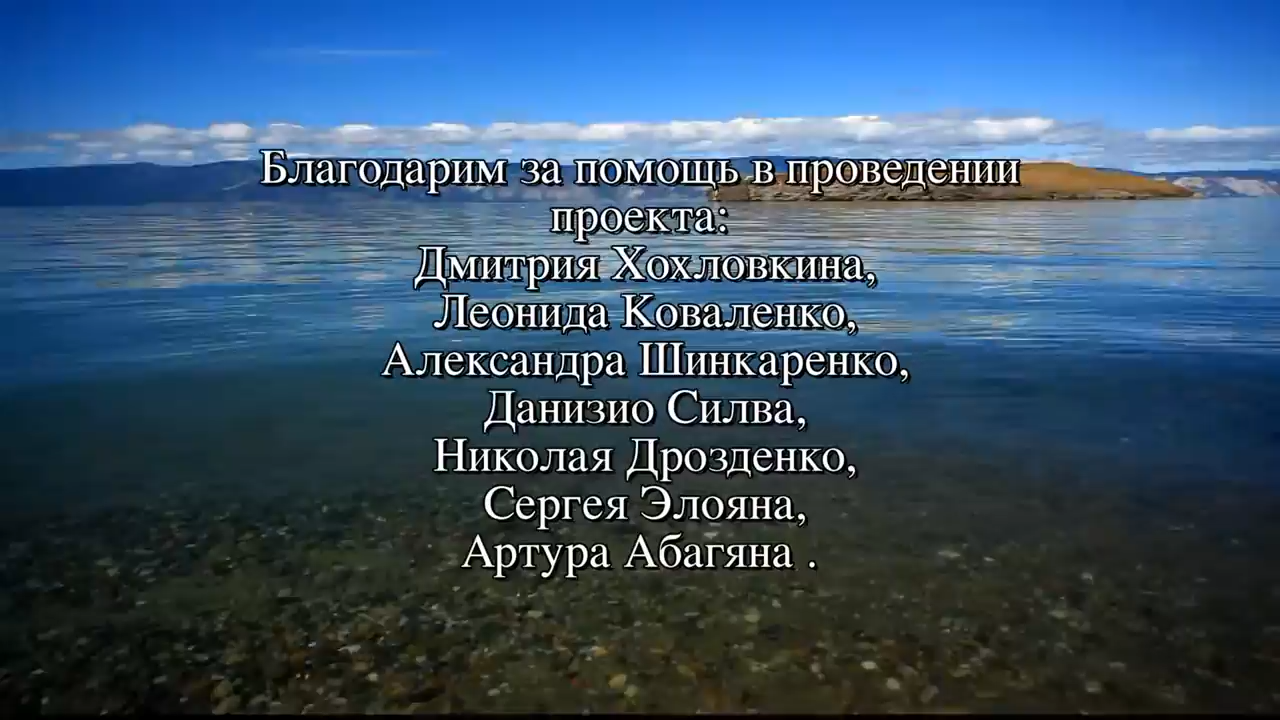 Благодарим за помощь в проведении
проекта:
Дмитрия Хохловкина,
Леонида Коваленко,
Александра Шинкаренко,
Данизио Силва,
Николая Дрозденко,
Сергея Элояна,
Артура Абагяна .